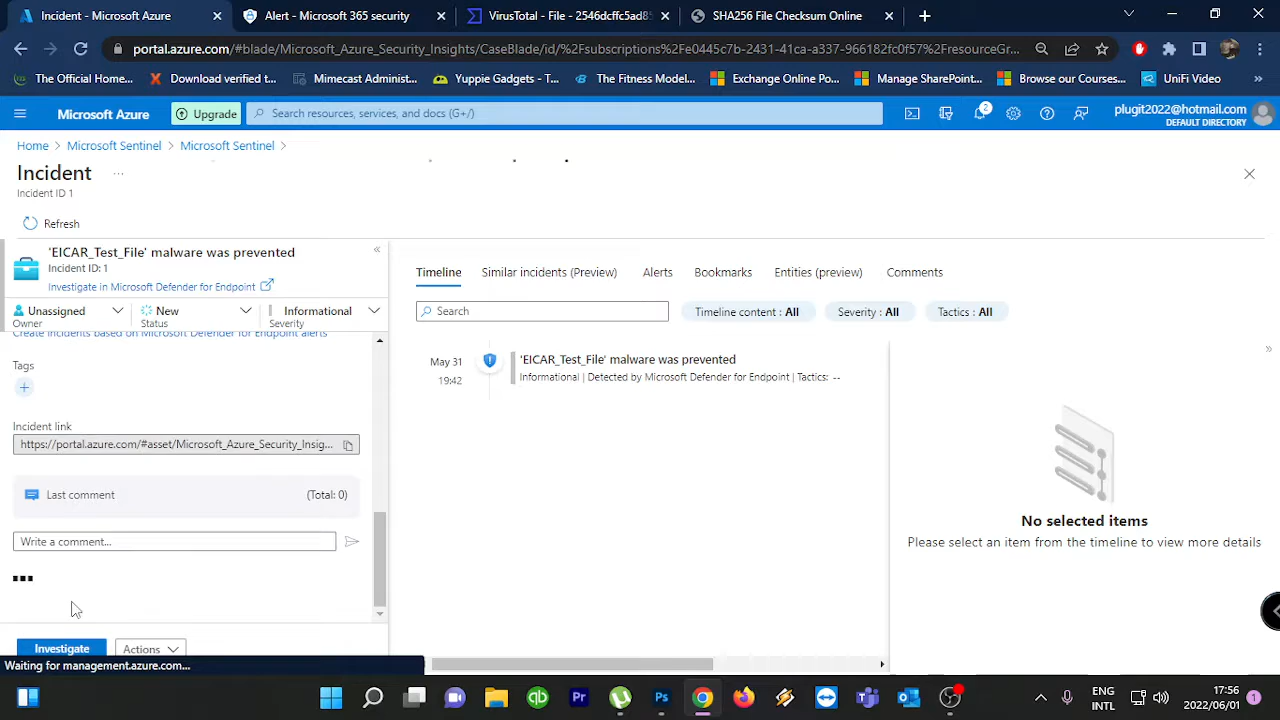 Incident - Microsoft Azure
Alert - Microsoft 365 security
VirusTotal - File - 2546dcffc5ad85
SHA256 File Checksum Online
portal.azure.com/#blade/Microsoft_Azure_Security_Insights/CaseBlade/id/%2Fsubscriptions%2Fe0445c7b-2431-41ca-a337-966182fc0f57%2FresourceGr...
The Official Home...
Download verified t...
Mimecast Administ...
Yuppie Gadgets - T...
The Fitness Model...
Exchange Online Po...
Manage SharePoint...
Browse our Courses...
UniFi Video
»
Microsoft Azure
Upgrade
Search resources, services, and docs (G+/)
2
plugit2022@hotmail.com
DEFAULT DIRECTORY
Home > Microsoft Sentinel > Microsoft Sentinel >
Incident ...
Incident ID 1
Refresh
'EICAR_Test_File' malware was prevented
Incident ID: 1
Investigate in Microsoft Defender for Endpoint
Unassigned
Owner
New
Status
Informational
Severity
Create incidents based on Microsoft Defender for Endpoint alerts
Tags
+
Incident link
https://portal.azure.com/#asset/Microsoft_Azure_Security_Insig...
Last comment
(Total: 0)
Write a comment...
Investigate
Actions
Waiting for management.azure.com...
Timeline
Similar incidents (Preview)
Alerts
Bookmarks
Entities (preview)
Comments
Search
Timeline content : All
Severity : All
Tactics : All
May 31
19:42
'EICAR_Test_File' malware was prevented
Informational | Detected by Microsoft Defender for Endpoint | Tactics: --
No selected items
Please select an item from the timeline to view more details
qb
Pr
Ps
ENG
INTL
17:56
2022/06/01
1